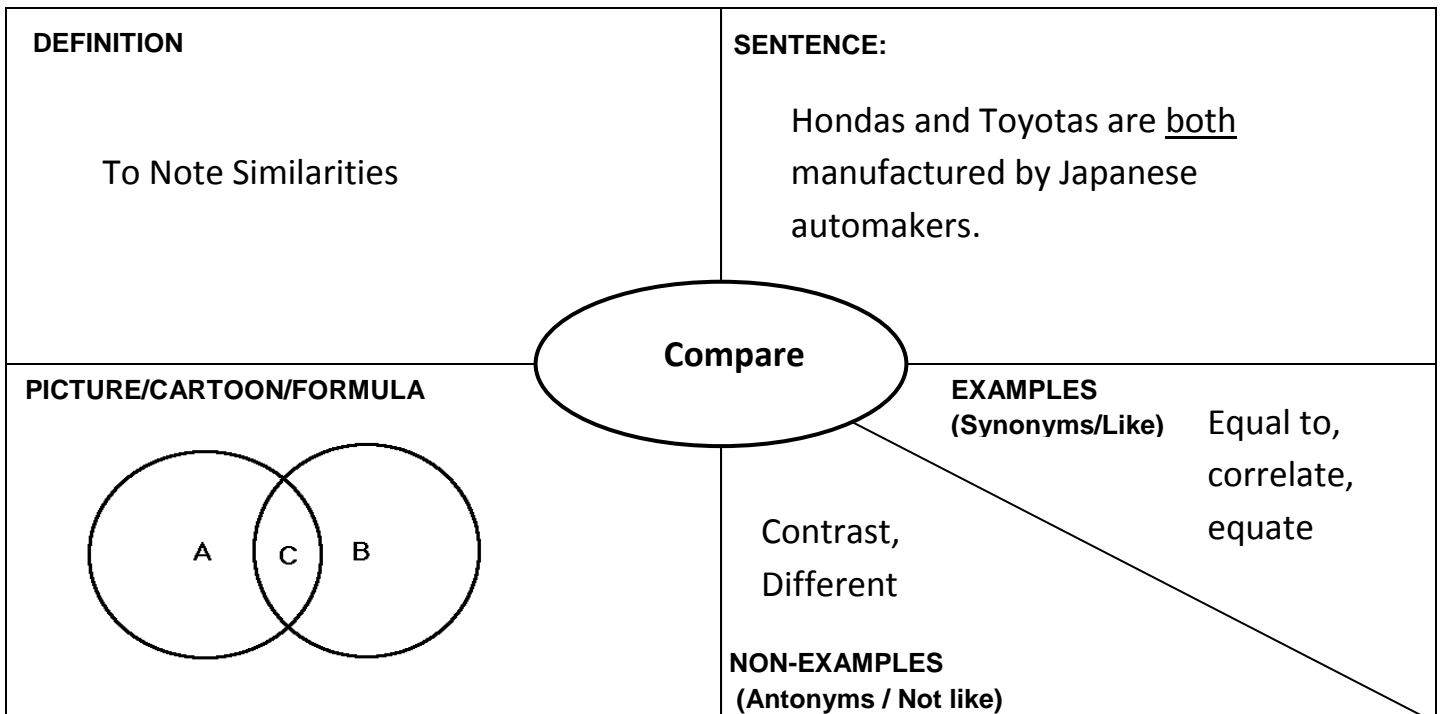 DEFINITION
To Note Similarities
SENTENCE:
Hondas and Toyotas are both
manufactured by Japanese
automakers.
Compare
PICTURE/CARTOON/FORMULA
A C B
EXAMPLES
(Synonyms/Like)
Equal to,
correlate,
equate
Contrast,
Different
NON-EXAMPLES
(Antonyms / Not like)